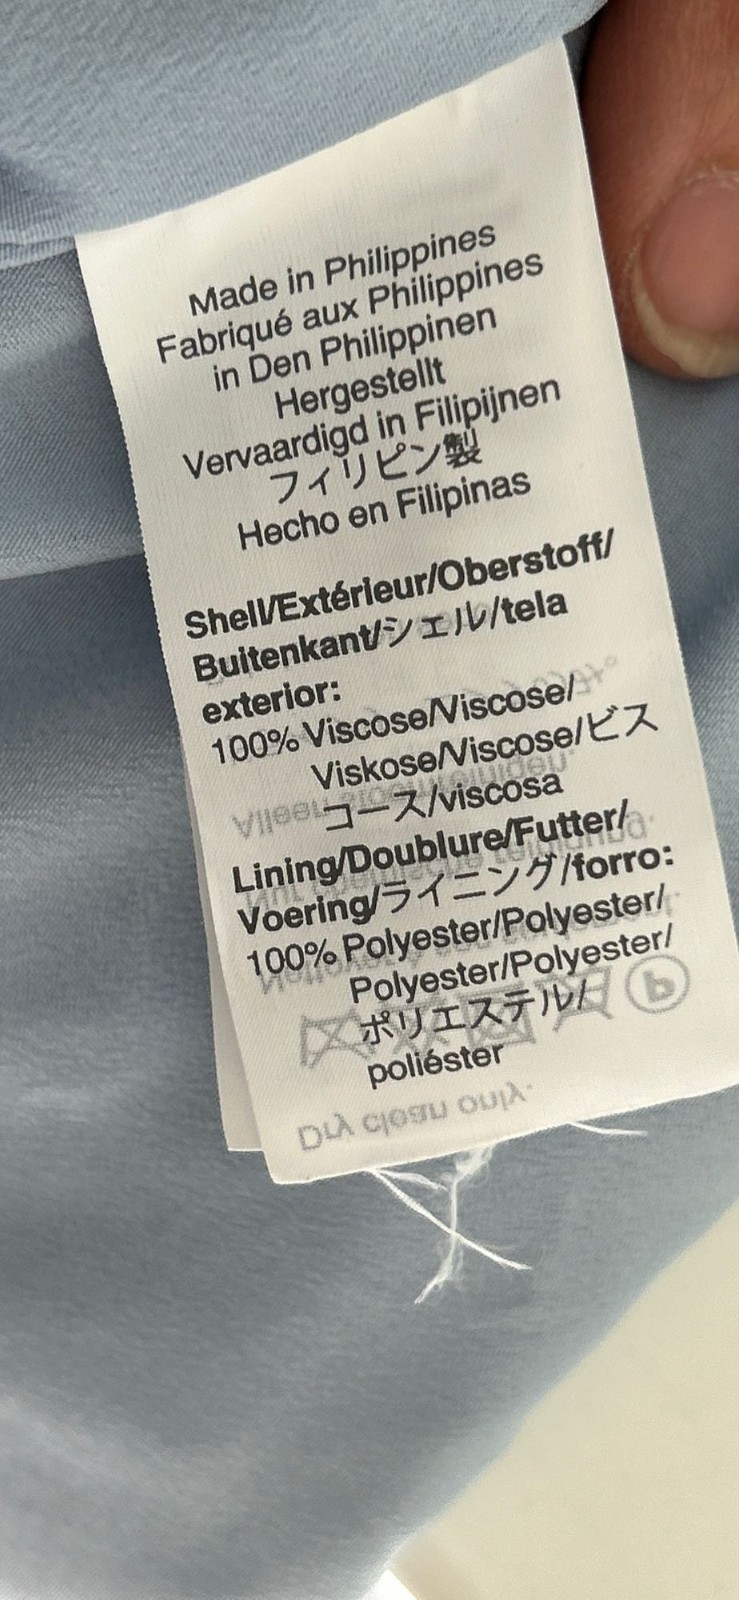 Made in Philippines
Fabriqué aux Philippines
in Den Philippinen
Hergestellt
Vervaardigd in Filipijnen
フィリピン製
Hecho en Filipinas
Shell/Extérieur/Oberstoff/
Buitenkant/シェル/tela
exterior:
100% Viscose/Viscose/
Viskose/Viscose/ビス
コース/viscosa
Lining/Doublure/Futter/
Voering/ライニング/forro:
100% Polyester/Polyester/
Polyester/Polyester/
ポリエステル/
poliéster
Dry clean only.